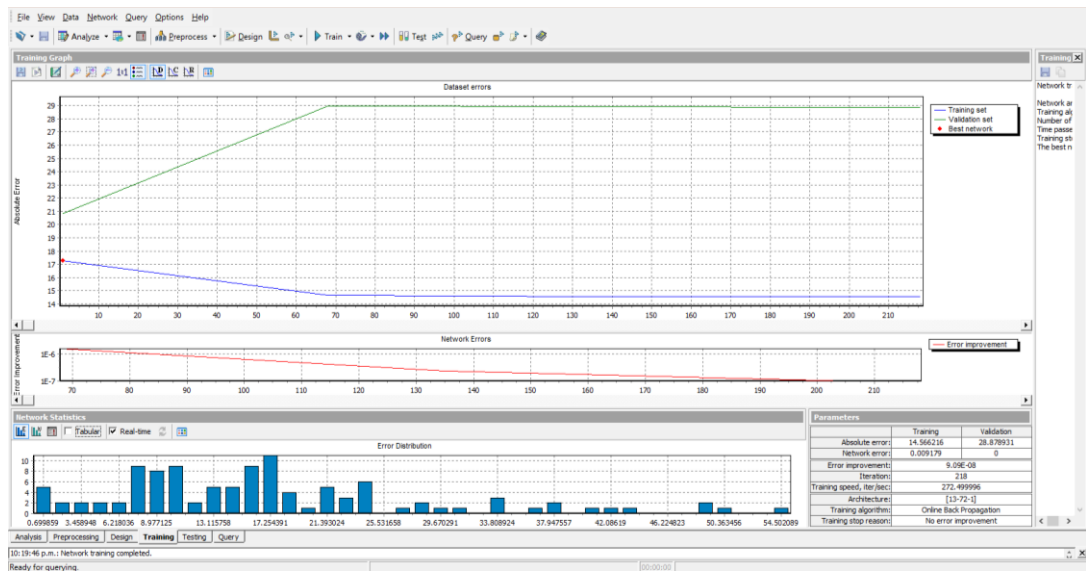 File View Data Network Query Options Help
Analyze Preprocess Design Train Test Query
Training Graph
1x1
Dataset errors
Absolute Error
29
28
27
26
25
24
23
22
21
20
19
18
17
16
15
14
10 20 30 40 50 60 70 80 90 100 110 120 130 140 150 160 170 180 190 200 210
Training set
Validation set
Best network
Network Errors
Error Improvement
1E-6
1E-7
70 80 90 100 110 120 130 140 150 160 170 180 190 200 210
Error improvement
Network Statistics
Tabular Real-time
Error Distribution
10
8
6
4
2
0
0.699859 3.458948 6.218036 8.977125 13.115758 17.254391 21.393024 25.531658 29.670291 33.808924 37.947557 42.08619 46.224823 50.363456 54.502089
Parameters
Training Validation
Absolute error: 14.566216 28.878931
Network error: 0.009179 0
Error improvement: 9.09E-08
Iteration: 218
Training speed, iter/sec: 272.499996
Architecture: [13-72-1]
Training algorithm: Online Back Propagation
Training stop reason: No error improvement
Training
Network tr
Network ar
Training alg
Number of
Time passe
Training st
The best n
Analysis Preprocessing Design Training Testing Query
10:19:46 p.m.: Network training completed.
Ready for querying.
00:00:00